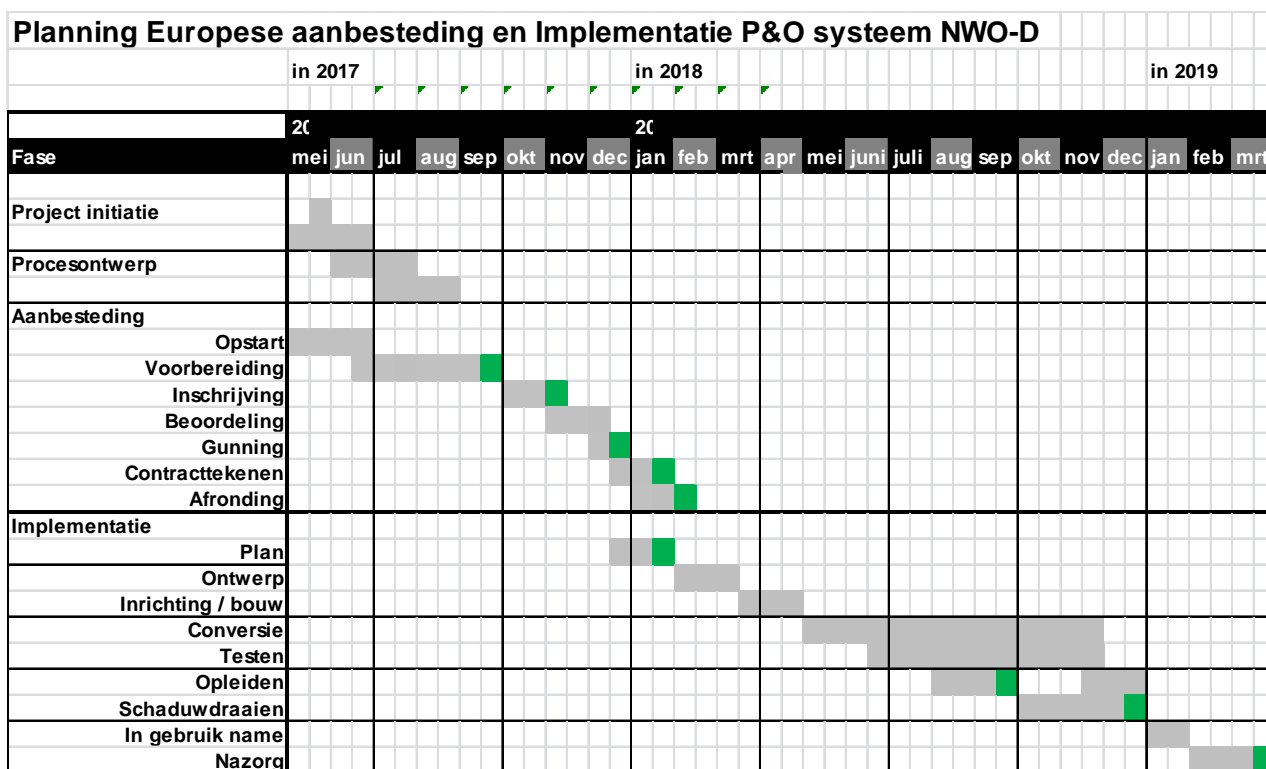 Planning Europese aanbesteding en Implementatie P&O systeem NWO-D
in 2017 in 2018 in 2019
20 20
Fase mei jun jul aug sep okt nov dec jan feb mrt apr mei juni juli aug sep okt nov dec jan feb mrt
Project initiatie
Procesontwerp
Aanbesteding
Opstart
Voorbereiding
Inschrijving
Beoordeling
Gunning
Contracttekenen
Afronding
Implementatie
Plan
Ontwerp
Inrichting / bouw
Conversie
Testen
Opleiden
Schaduwdraaien
In gebruik name
Nazorg